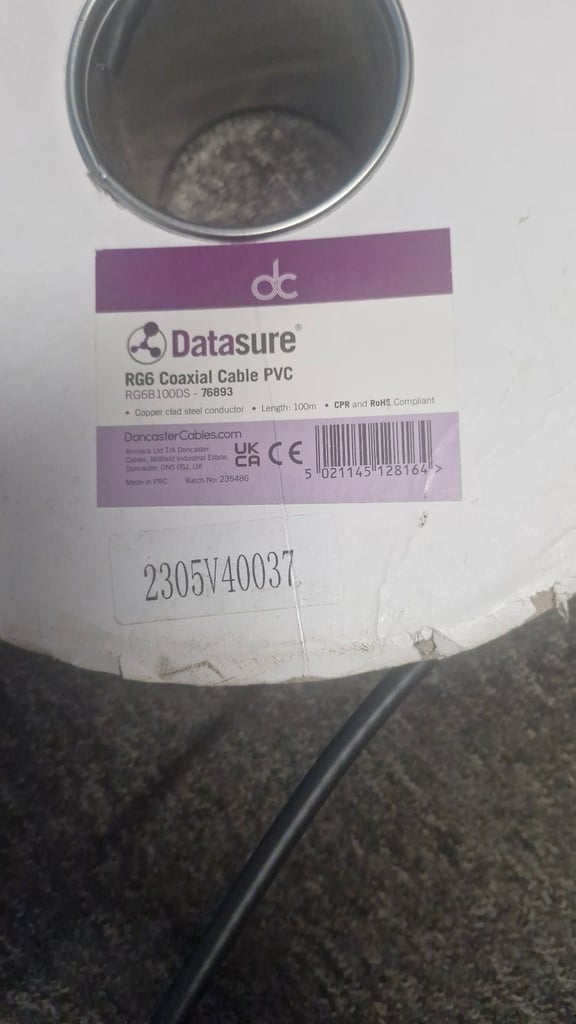 dc
Datasure®
RG6 Coaxial Cable PVC
RG6B100DS - 76893
• Copper clad steel conductor • Length: 100m • CPR and RoHS Compliant
DoncasterCables.com
Aminack Ltd T/A Doncaster
Cables, Millfield Industrial Estate,
Doncaster, DN5 0SJ, UK
UK
CA
CE
Made in PRC Batch No: 235486
5 021145 128164 >
2305V40037